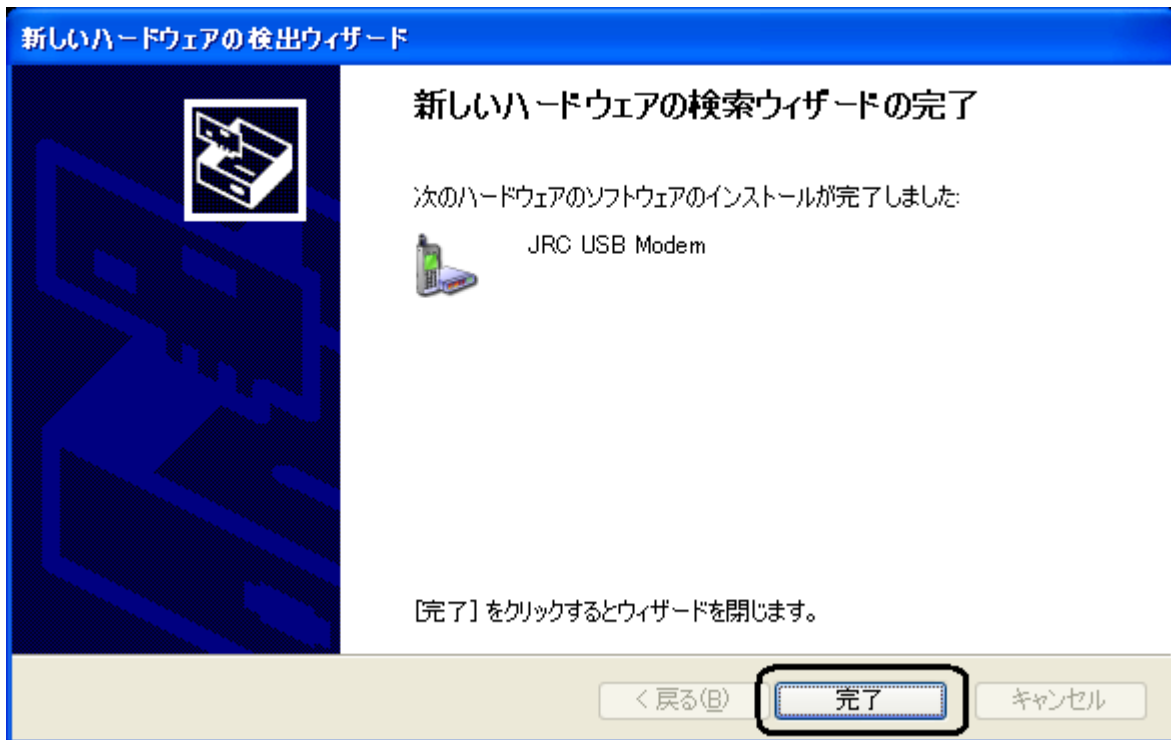 新しいハードウェアの検出ウィザード
新しいハードウェアの検索ウィザードの完了
次のハードウェアのソフトウェアのインストールが完了しました:
JRC USB Modem
[完了] をクリックするとウィザードを閉じます。
< 戻る(B)
完了
キャンセル